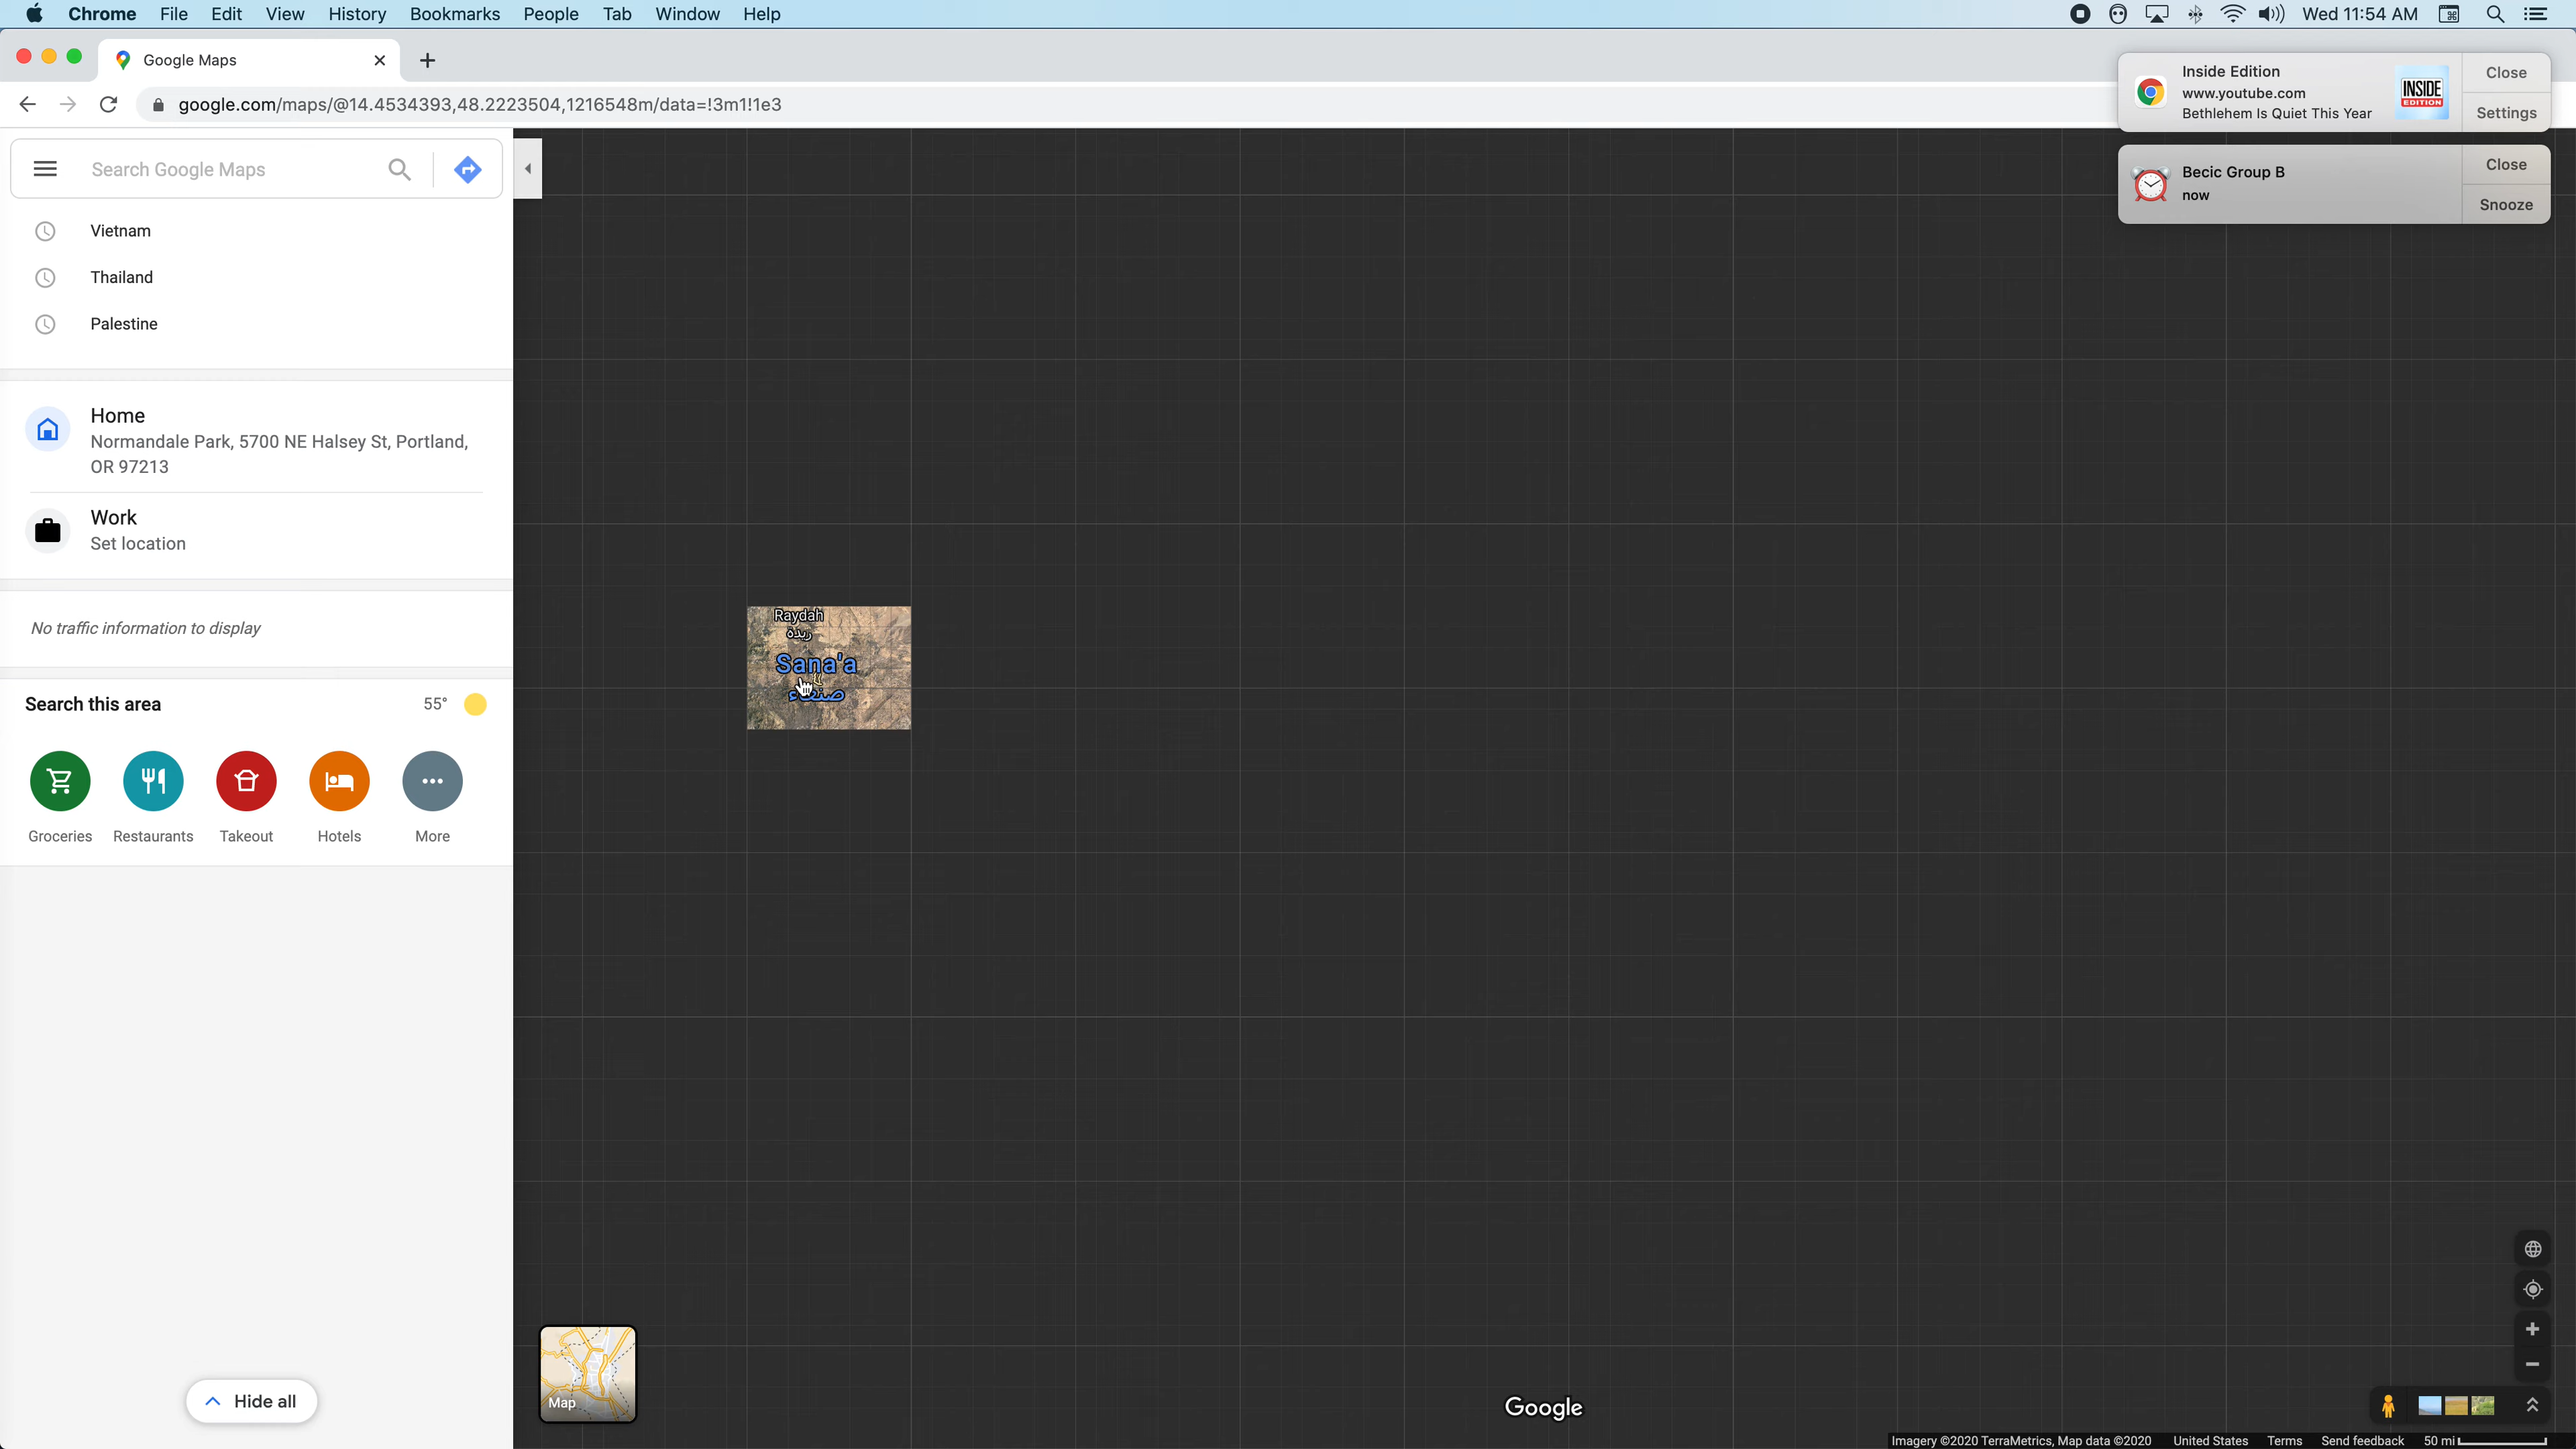 Chrome File Edit View History Bookmarks People Tab Window Help
Wed 11:54 AM
Google Maps
google.com/maps/@14.4534393,48.2223504,1216548m/data=!3m1!1e3
Inside Edition
www.youtube.com
Bethlehem Is Quiet This Year
INSIDE
EDITION
Close
Settings
Becic Group B
now
Close
Snooze
Search Google Maps
Vietnam
Thailand
Palestine
Home
Normandale Park, 5700 NE Halsey St, Portland,
OR 97213
Work
Set location
No traffic information to display
Search this area
55°
Groceries Restaurants Takeout Hotels More
Hide all
Raydah
ريدة
Sana'a
صنعاء
Map
Google
Imagery ©2020 TerraMetrics, Map data ©2020 United States Terms Send feedback 50 mi